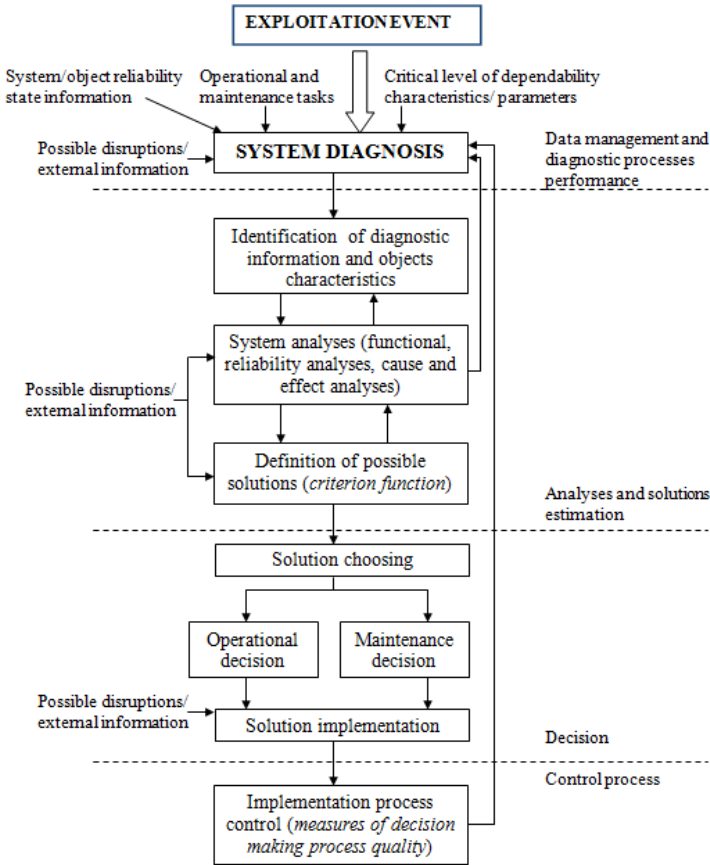 EXPLOITATION EVENT
System/object reliability
state information
Operational and
maintenance tasks
Critical level of dependability
characteristics/ parameters
Possible disruptions/
external information
SYSTEM DIAGNOSIS
Data management and
diagnostic processes
performance
Identification of diagnostic
information and objects
characteristics
System analyses (functional,
reliability analyses, cause and
effect analyses)
Possible disruptions/
external information
Definition of possible
solutions (criterion function)
Analyses and solutions
estimation
Solution choosing
Operational
decision
Maintenance
decision
Possible disruptions/
external information
Solution implementation
Decision
Control process
Implementation process
control (measures of decision
making process quality)